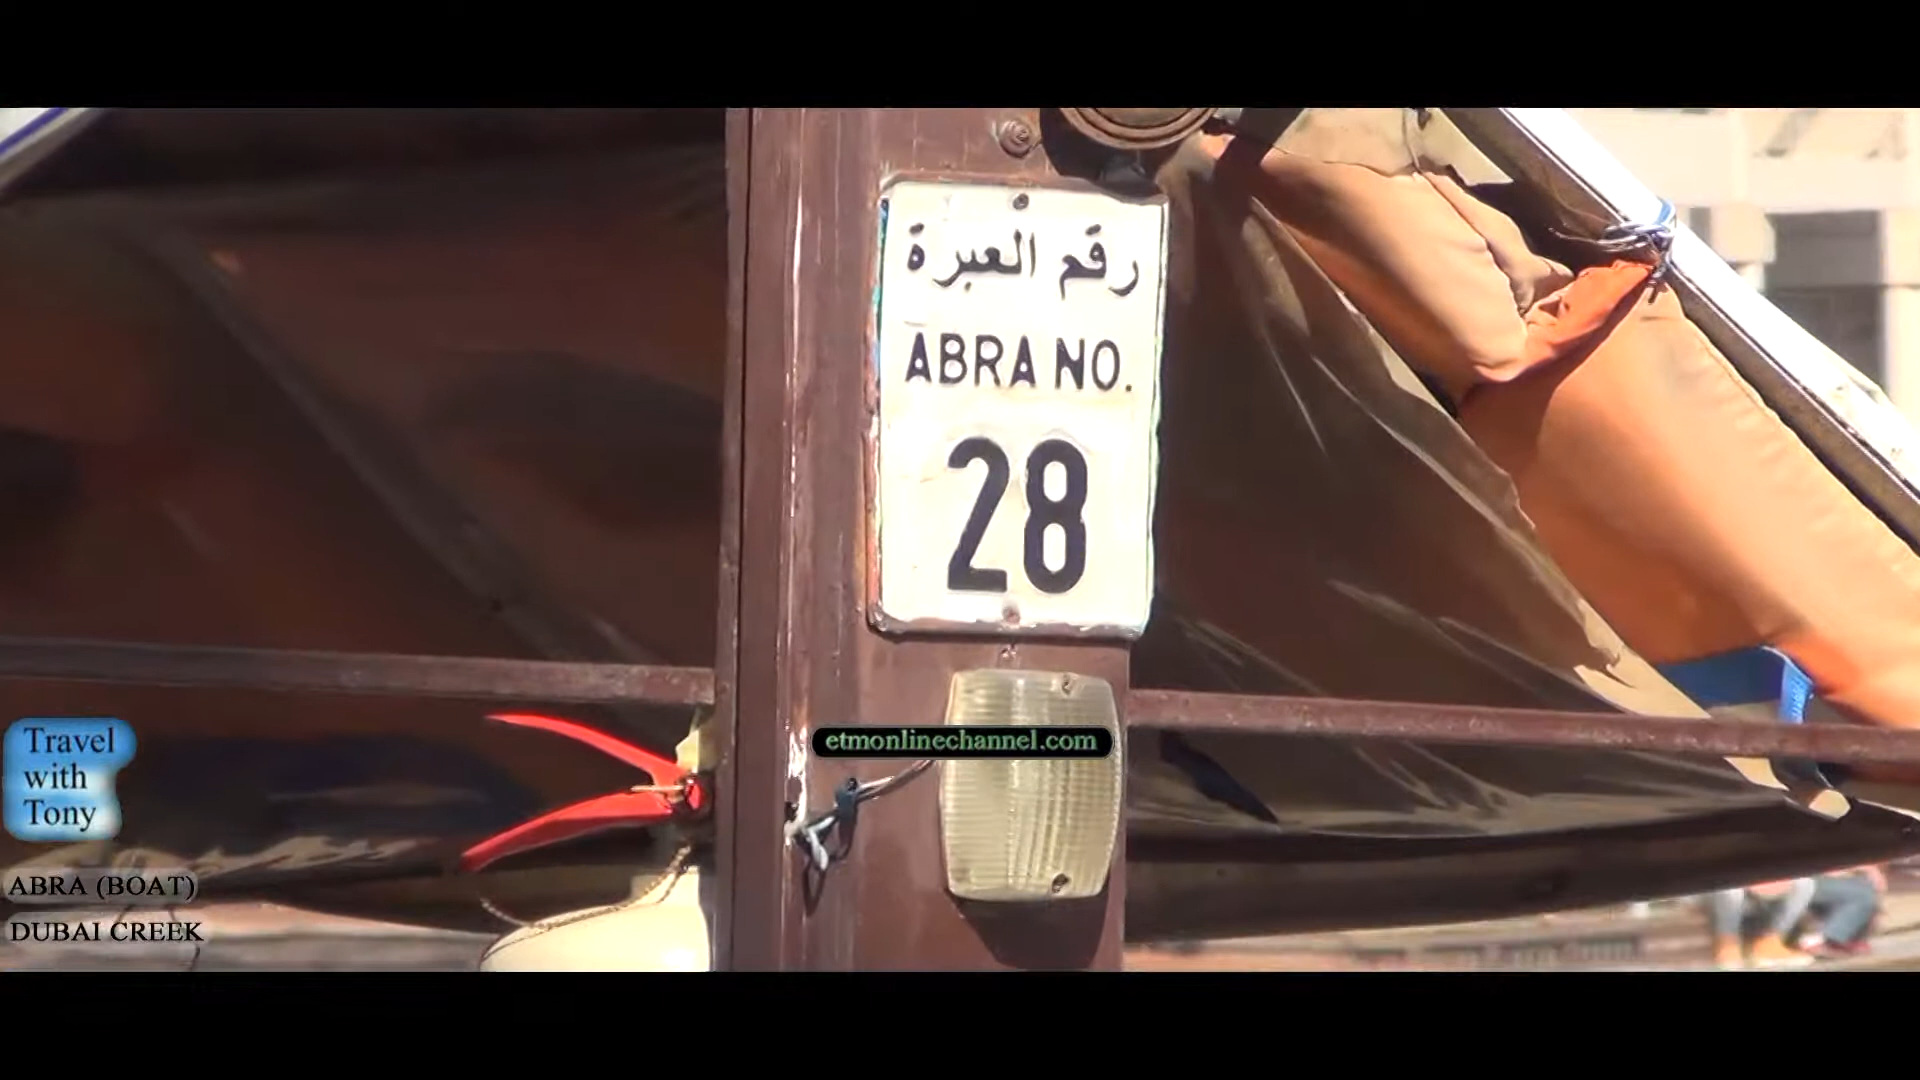 رقم العبرة
ABRA NO.
28
etmonlinechannel.com
Travel
with
Tony
ABRA (BOAT)
DUBAI CREEK